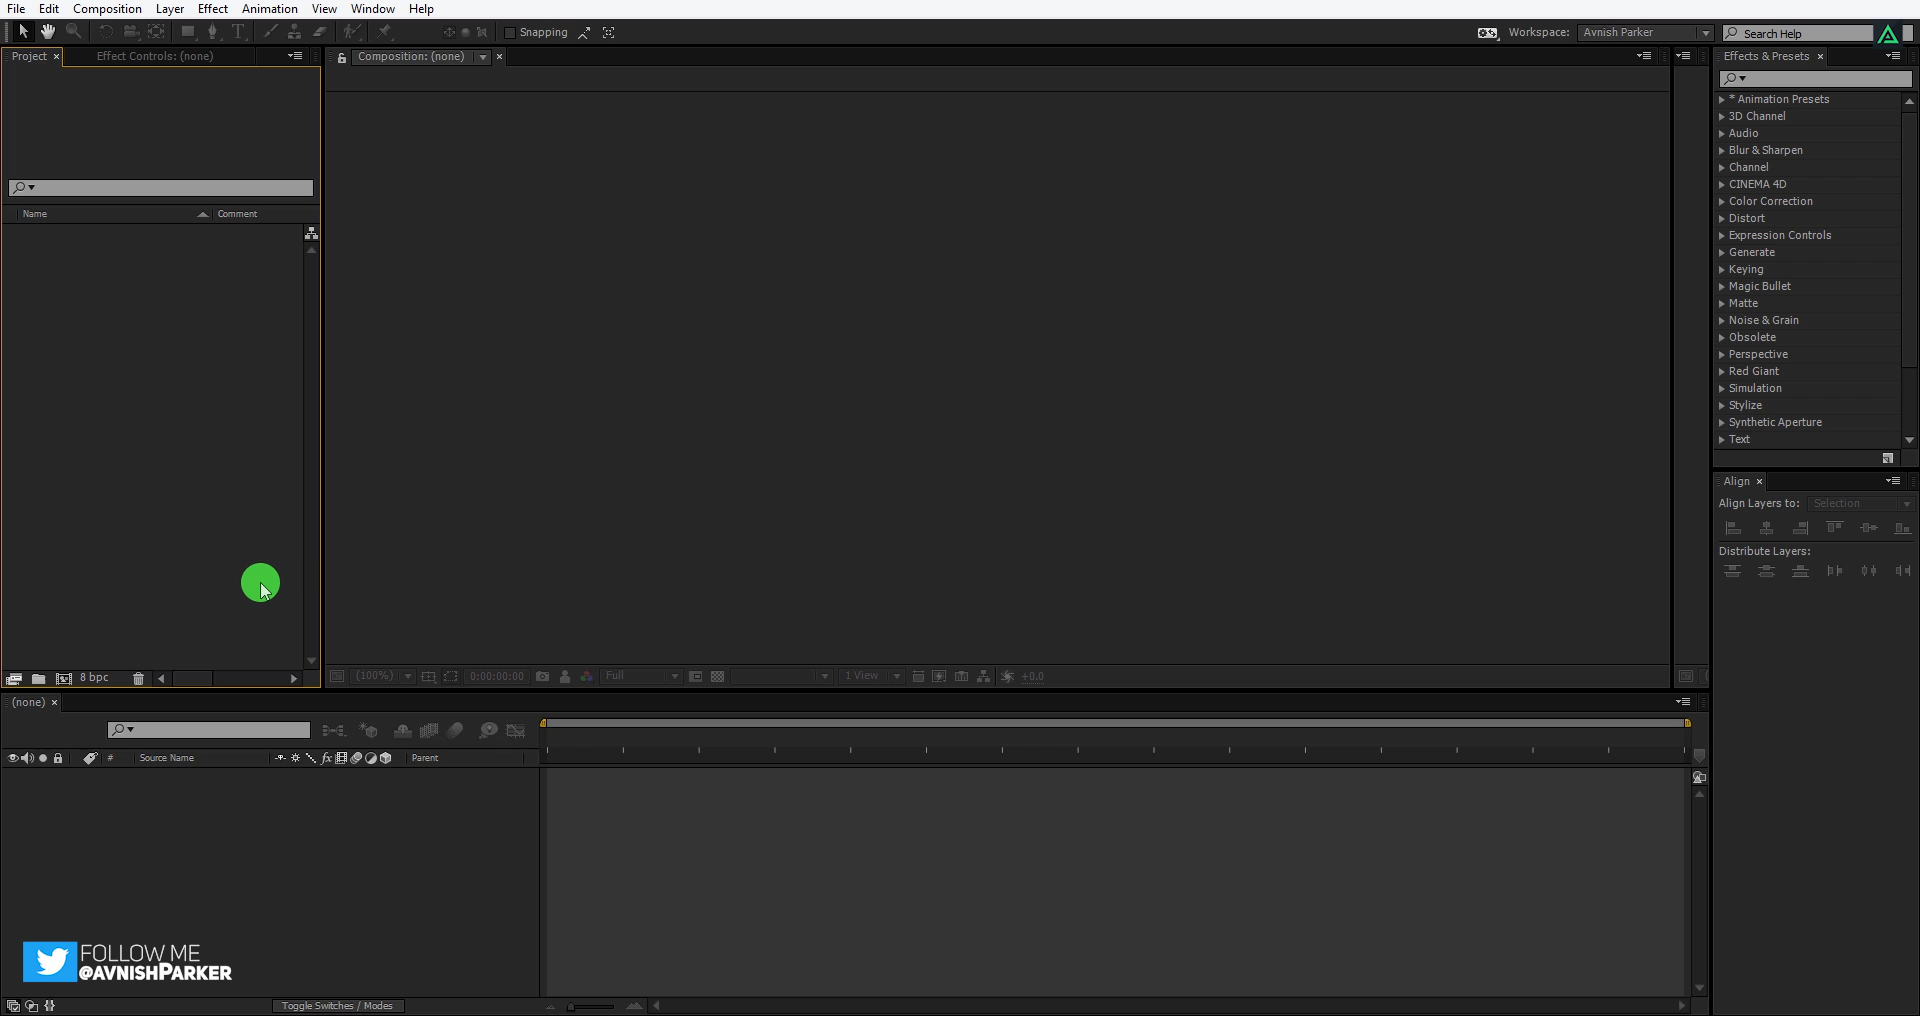 File Edit Composition Layer Effect Animation View Window Help
Snapping
Workspace: Avnish Parker
Search Help
Project
Effect Controls: (none)
Composition: (none)
Name
Comment
8 bpc
(100%)
0:00:00:00
Full
1 View
+0.0
Effects & Presets
* Animation Presets
3D Channel
Audio
Blur & Sharpen
Channel
CINEMA 4D
Color Correction
Distort
Expression Controls
Generate
Keying
Magic Bullet
Matte
Noise & Grain
Obsolete
Perspective
Red Giant
Simulation
Stylize
Synthetic Aperture
Text
Align
Align Layers to: Selection
Distribute Layers:
(none)
# Source Name
fx
Parent
FOLLOW ME
@AVNISHPARKER
Toggle Switches / Modes